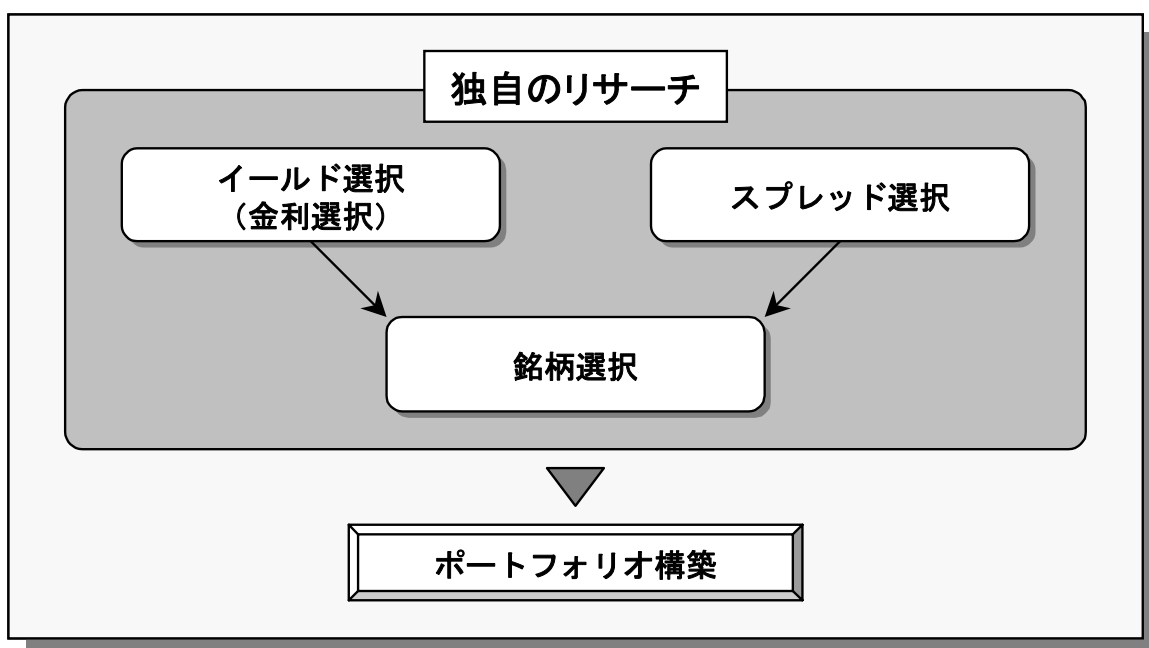 独自のリサーチ
イールド選択
（金利選択）
スプレッド選択
銘柄選択
ポートフォリオ構築